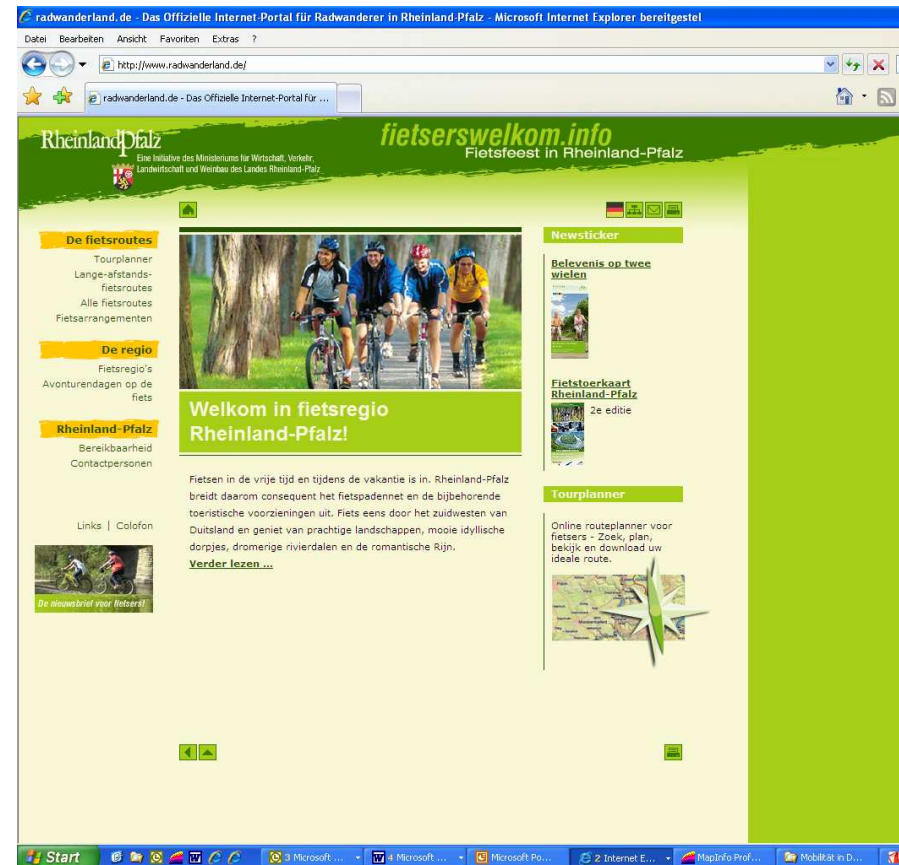 radwanderland.de - Das Offizielle Internet-Portal für Radwanderer in Rheinland-Pfalz - Microsoft Internet Explorer bereitgestel
Datei Bearbeiten Ansicht Favoriten Extras ?
http://www.radwanderland.de/
radwanderland.de - Das Offizielle Internet-Portal für ...
RheinlandPfalz
Eine Initiative des Ministeriums für Wirtschaft, Verkehr,
Landwirtschaft und Weinbau des Landes Rheinland-Pfalz
fietserswelkom.info
Fietsfeest in Rheinland-Pfalz
De fietsroutes
Tourplanner
Lange-afstands-
fietsroutes
Alle fietsroutes
Fietsarrangementen
De regio
Fietsregio's
Avonturendagen op de
fiets
Rheinland-Pfalz
Bereikbaarheid
Contactpersonen
Links | Colofon
De nieuwsbrief voor fietsers!
Welkom in fietsregio
Rheinland-Pfalz!
Fietsen in de vrije tijd en tijdens de vakantie is in. Rheinland-Pfalz
breidt daarom consequent het fietspadennet en de bijbehorende
toeristische voorzieningen uit. Fiets eens door het zuidwesten van
Duitsland en geniet van prachtige landschappen, mooie idyllische
dorpjes, dromerige rivierdalen en de romantische Rijn.
Verder lezen ...
Newsticker
Belevenis op twee
wielen
Fietstoerkaart
Rheinland-Pfalz
2e editie
Tourplanner
Online routeplanner voor
fietsers - Zoek, plan,
bekijk en download uw
ideale route.
Start
3 Microsoft ...
4 Microsoft ...
Microsoft Po...
2 Internet E...
MapInfo Prof...
Mobilität in D...